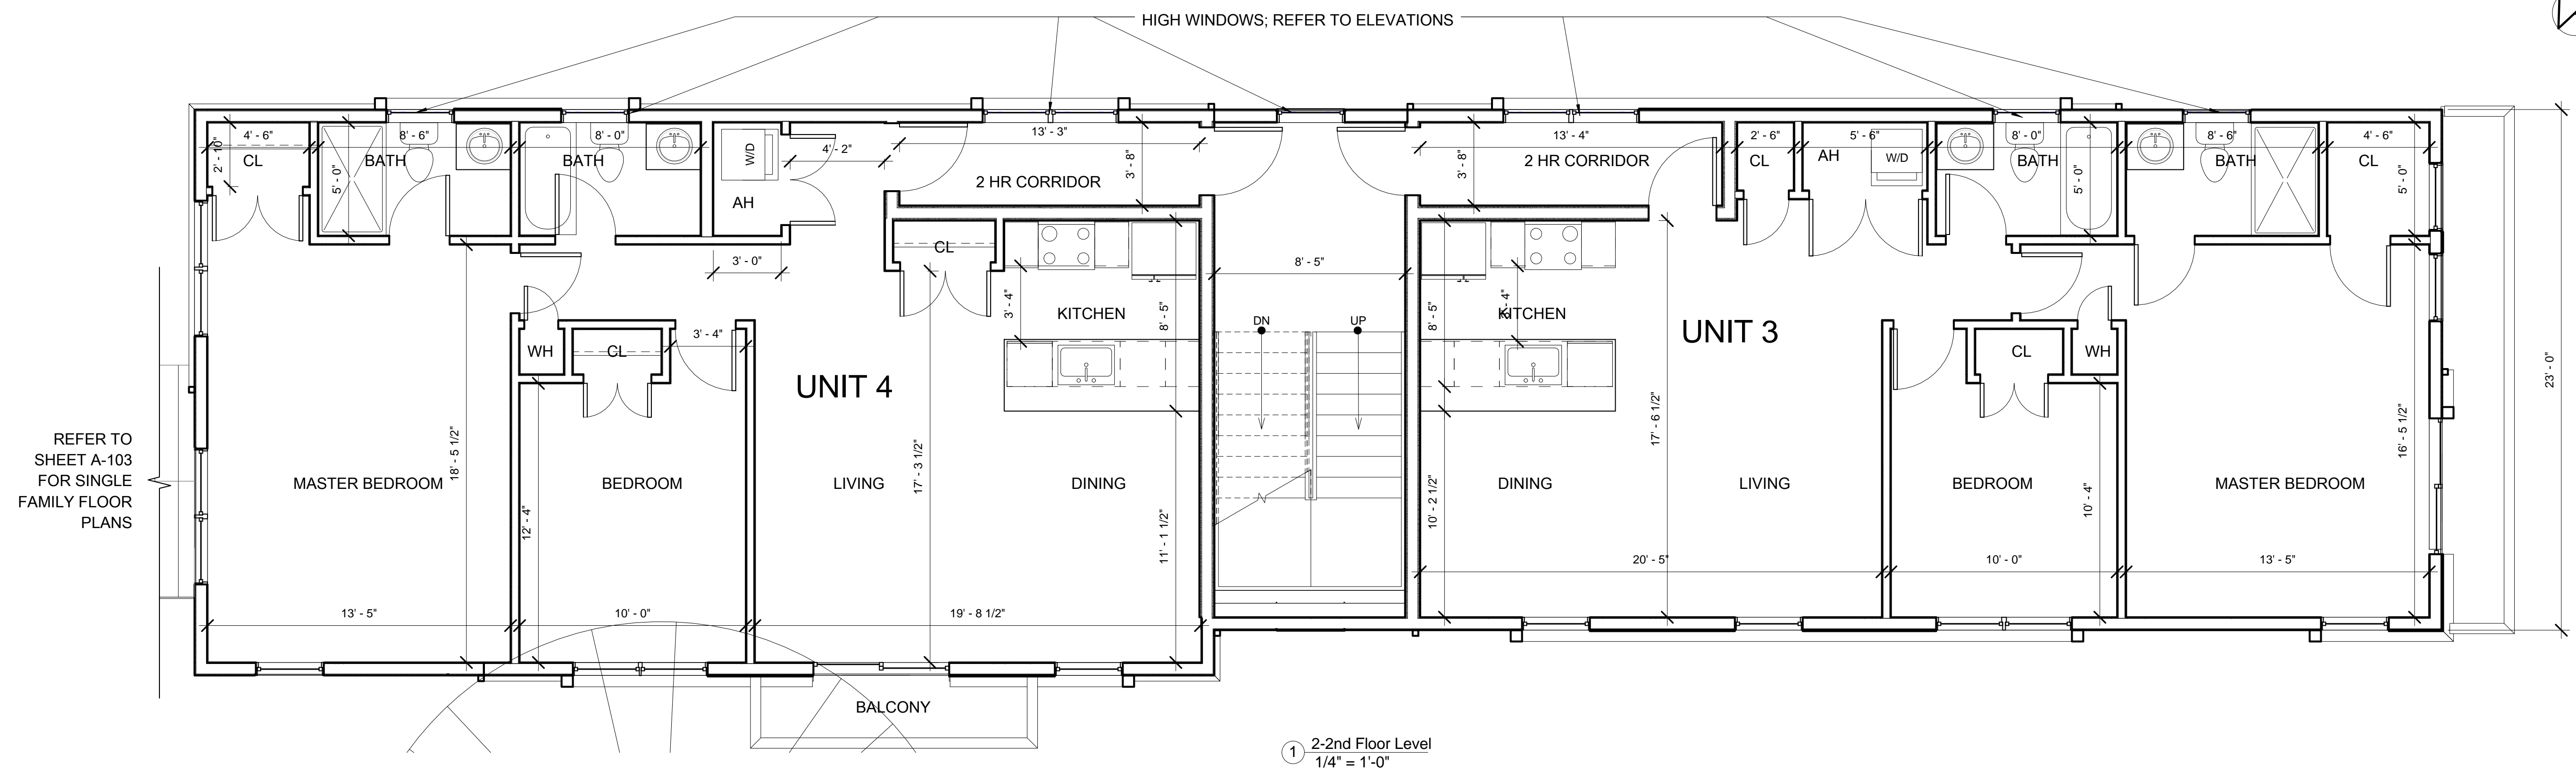 HIGH WINDOWS; REFER TO ELEVATIONS
4' - 6"
8' - 6"
8' - 0"
13' - 3"
13' - 4"
2' - 6"
5' - 6"
8' - 0"
8' - 6"
4' - 6"
CL
2' - 10"
BATH
5' - 0"
BATH
W/D
4' - 2"
AH
2 HR CORRIDOR
3' - 8"
3' - 8"
2 HR CORRIDOR
CL
AH
W/D
BATH
5' - 0"
BATH
CL
5' - 0"
3' - 0"
CL
8' - 5"
3' - 4"
KITCHEN
8' - 5"
DN
UP
8' - 5"
KITCHEN
UNIT 3
WH
CL
3' - 4"
CL
WH
23' - 0"
UNIT 4
REFER TO
SHEET A-103
FOR SINGLE
FAMILY FLOOR
PLANS
MASTER BEDROOM
18' - 5 1/2"
BEDROOM
12' - 4"
LIVING
17' - 3 1/2"
DINING
11' - 1 1/2"
10' - 2 1/2"
DINING
17' - 6 1/2"
LIVING
BEDROOM
10' - 4"
MASTER BEDROOM
16' - 5 1/2"
20' - 5"
10' - 0"
13' - 5"
13' - 5"
10' - 0"
19' - 8 1/2"
BALCONY
1
2-2nd Floor Level
1/4" = 1'-0"